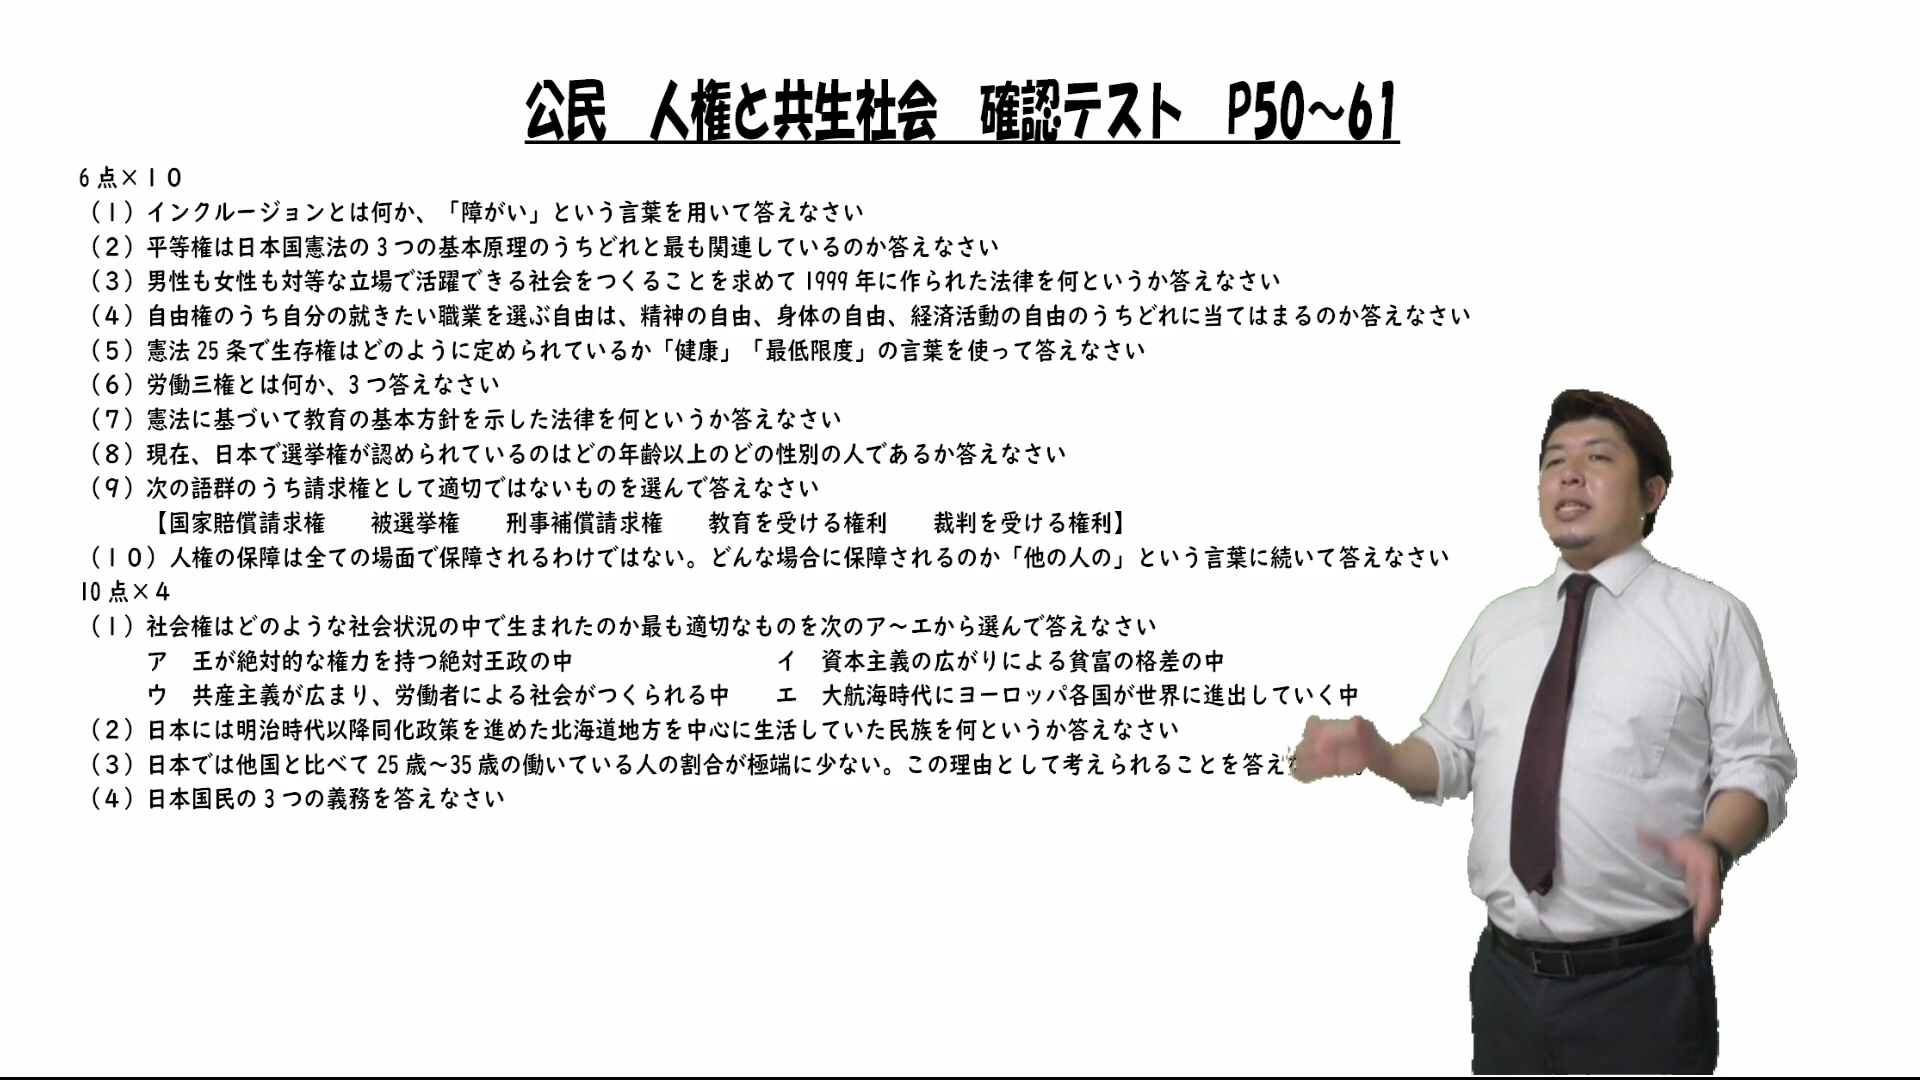 公民　人権と共生社会　確認テスト　P50～61
6点×10
（1）インクルージョンとは何か、「障がい」という言葉を用いて答えなさい
（2）平等権は日本国憲法の3つの基本原理のうちどれと最も関連しているのか答えなさい
（3）男性も女性も対等な立場で活躍できる社会をつくることを求めて1999年に作られた法律を何というか答えなさい
（4）自由権のうち自分の就きたい職業を選ぶ自由は、精神の自由、身体の自由、経済活動の自由のうちどれに当てはまるのか答えなさい
（5）憲法25条で生存権はどのように定められているか「健康」「最低限度」の言葉を使って答えなさい
（6）労働三権とは何か、3つ答えなさい
（7）憲法に基づいて教育の基本方針を示した法律を何というか答えなさい
（8）現在、日本で選挙権が認められているのはどの年齢以上のどの性別の人であるか答えなさい
（9）次の語群のうち請求権として適切ではないものを選んで答えなさい
【国家賠償請求権　被選挙権　刑事補償請求権　教育を受ける権利　裁判を受ける権利】
（10）人権の保障は全ての場面で保障されるわけではない。どんな場合に保障されるのか「他の人の」という言葉に続いて答えなさい
10点×4
（1）社会権はどのような社会状況の中で生まれたのか最も適切なものを次のア～エから選んで答えなさい
ア　王が絶対的な権力を持つ絶対王政の中　イ　資本主義の広がりによる貧富の格差の中
ウ　共産主義が広まり、労働者による社会がつくられる中　エ　大航海時代にヨーロッパ各国が世界に進出していく中
（2）日本には明治時代以降同化政策を進めた北海道地方を中心に生活していた民族を何というか答えなさい
（3）日本では他国と比べて25歳～35歳の働いている人の割合が極端に少ない。この理由として考えられることを答え
（4）日本国民の3つの義務を答えなさい